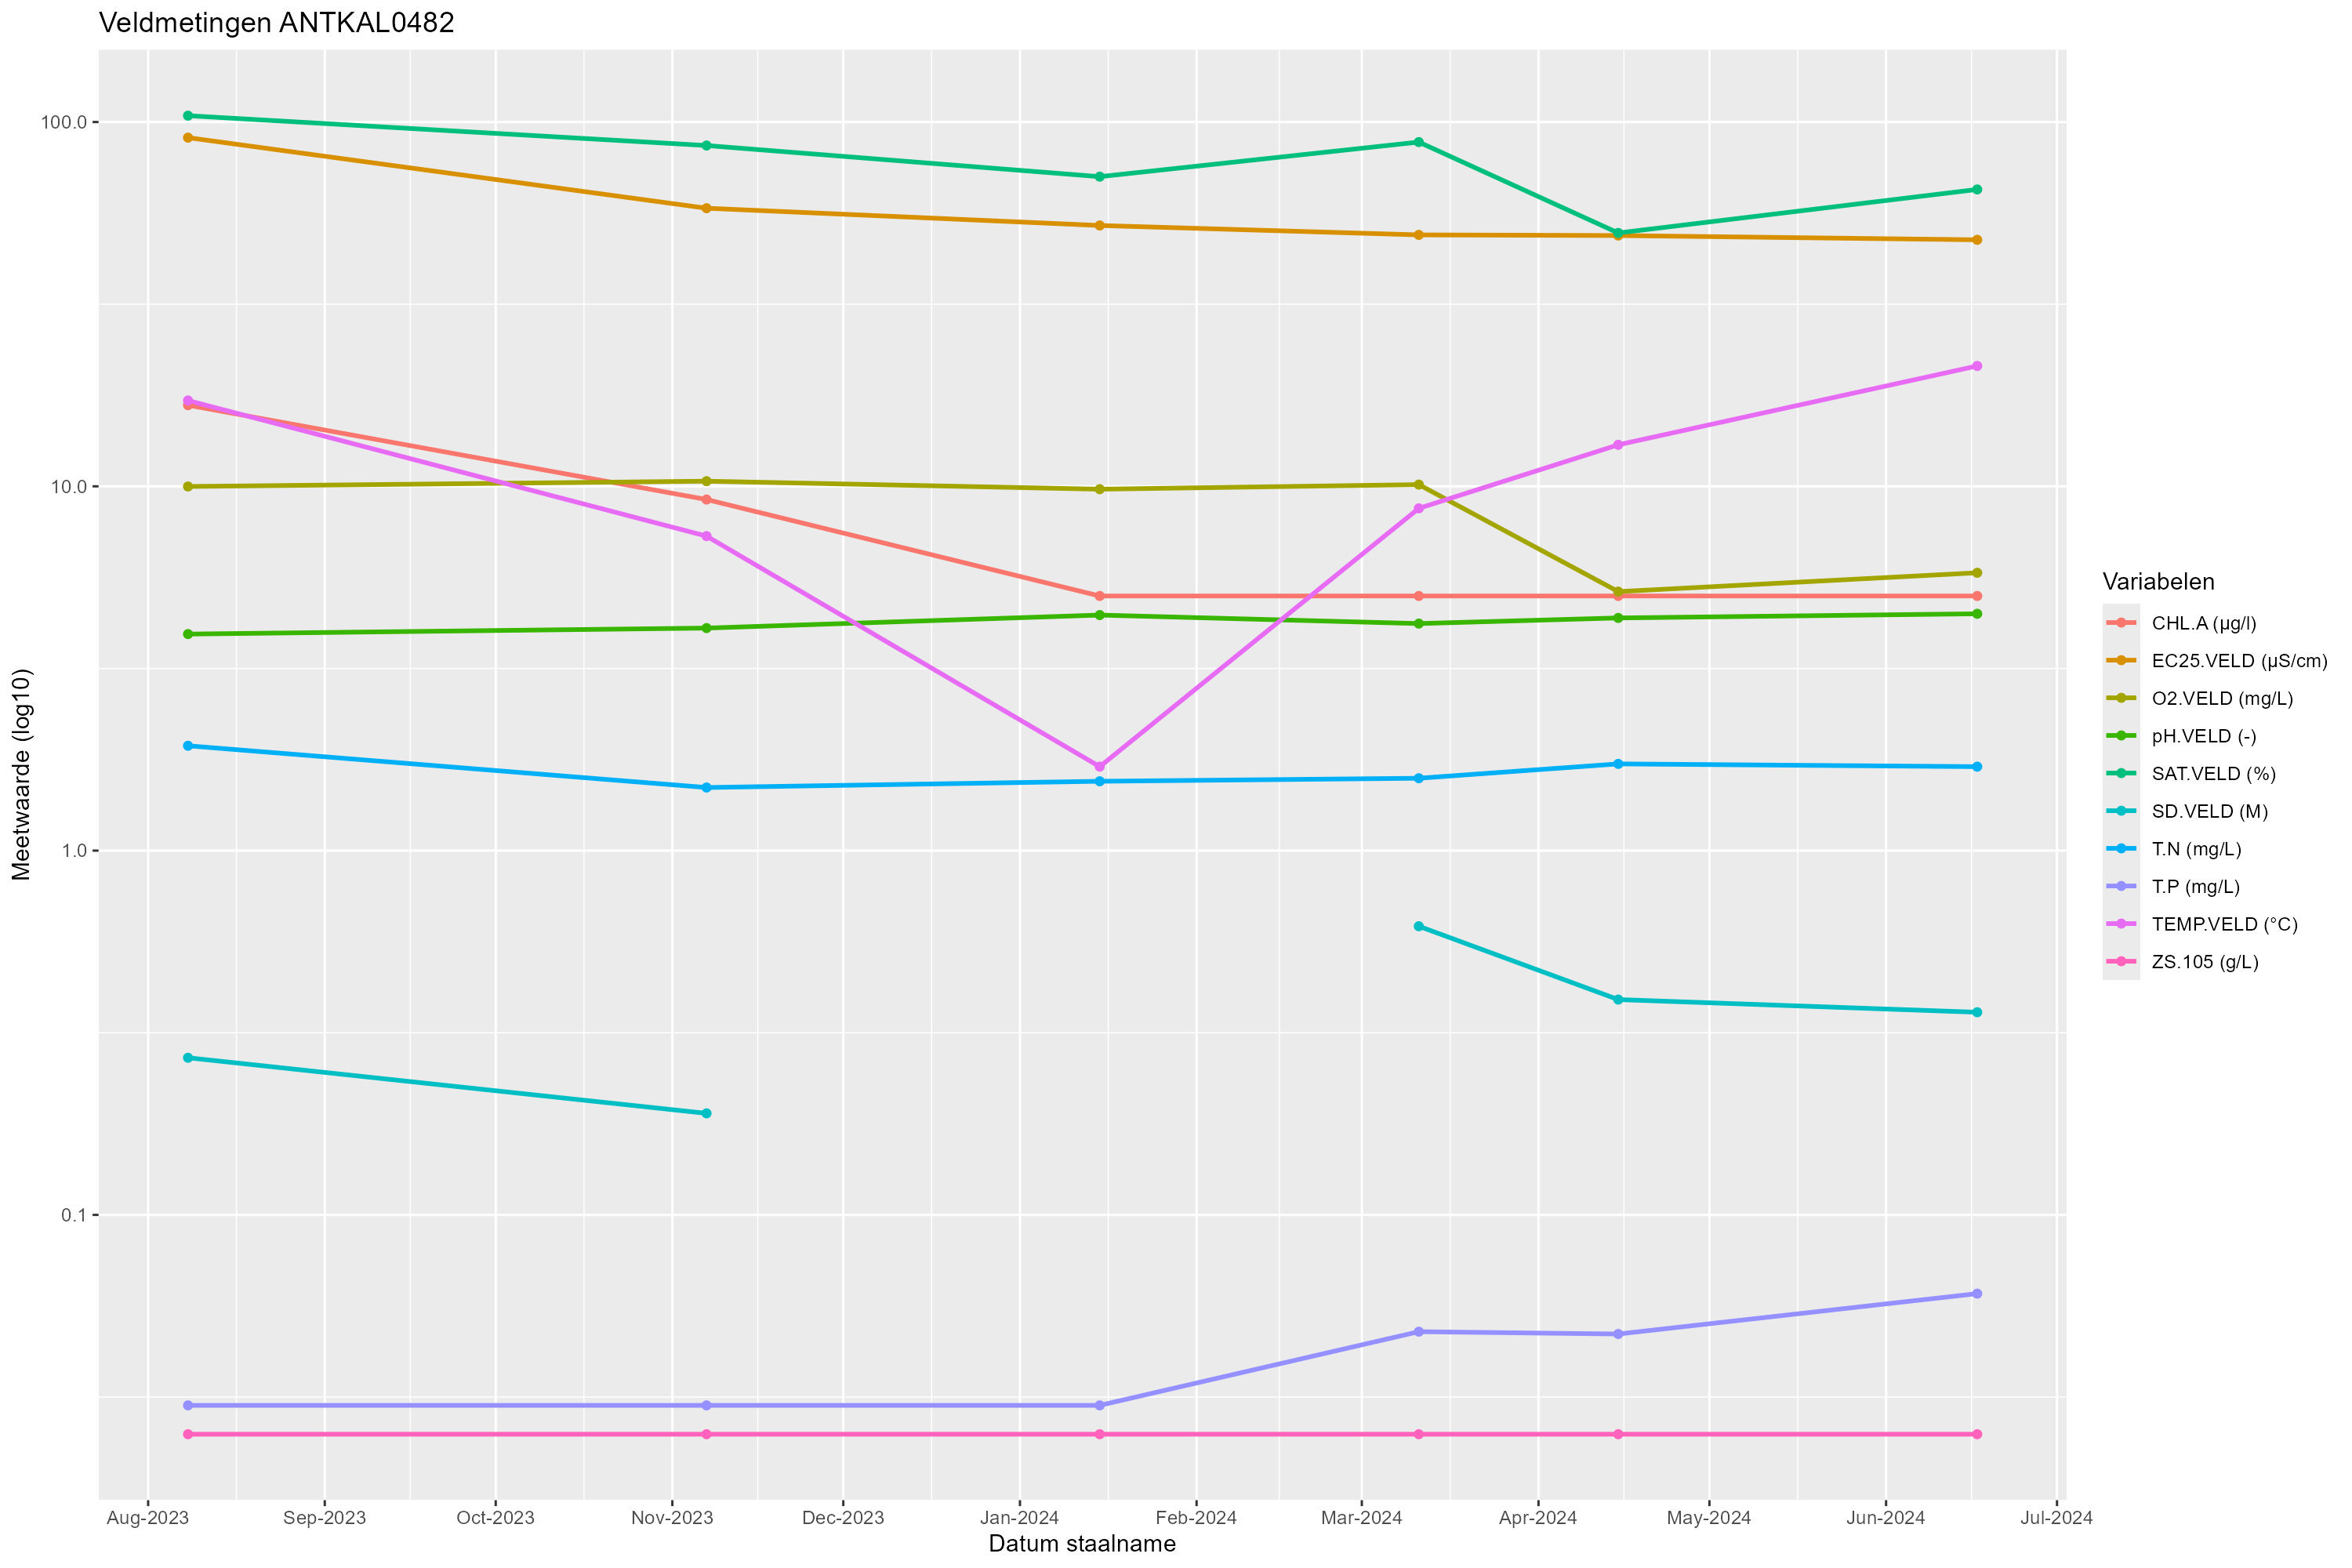 Veldmetingen ANTKAL0482
100.0
10.0
1.0
0.1
Meetwaarde (log10)
Aug-2023
Sep-2023
Oct-2023
Nov-2023
Dec-2023
Jan-2024
Feb-2024
Mar-2024
Apr-2024
May-2024
Jun-2024
Jul-2024
Datum staalname
Variabelen
CHL.A (µg/l)
EC25.VELD (µS/cm)
O2.VELD (mg/L)
pH.VELD (-)
SAT.VELD (%)
SD.VELD (M)
T.N (mg/L)
T.P (mg/L)
TEMP.VELD (°C)
ZS.105 (g/L)